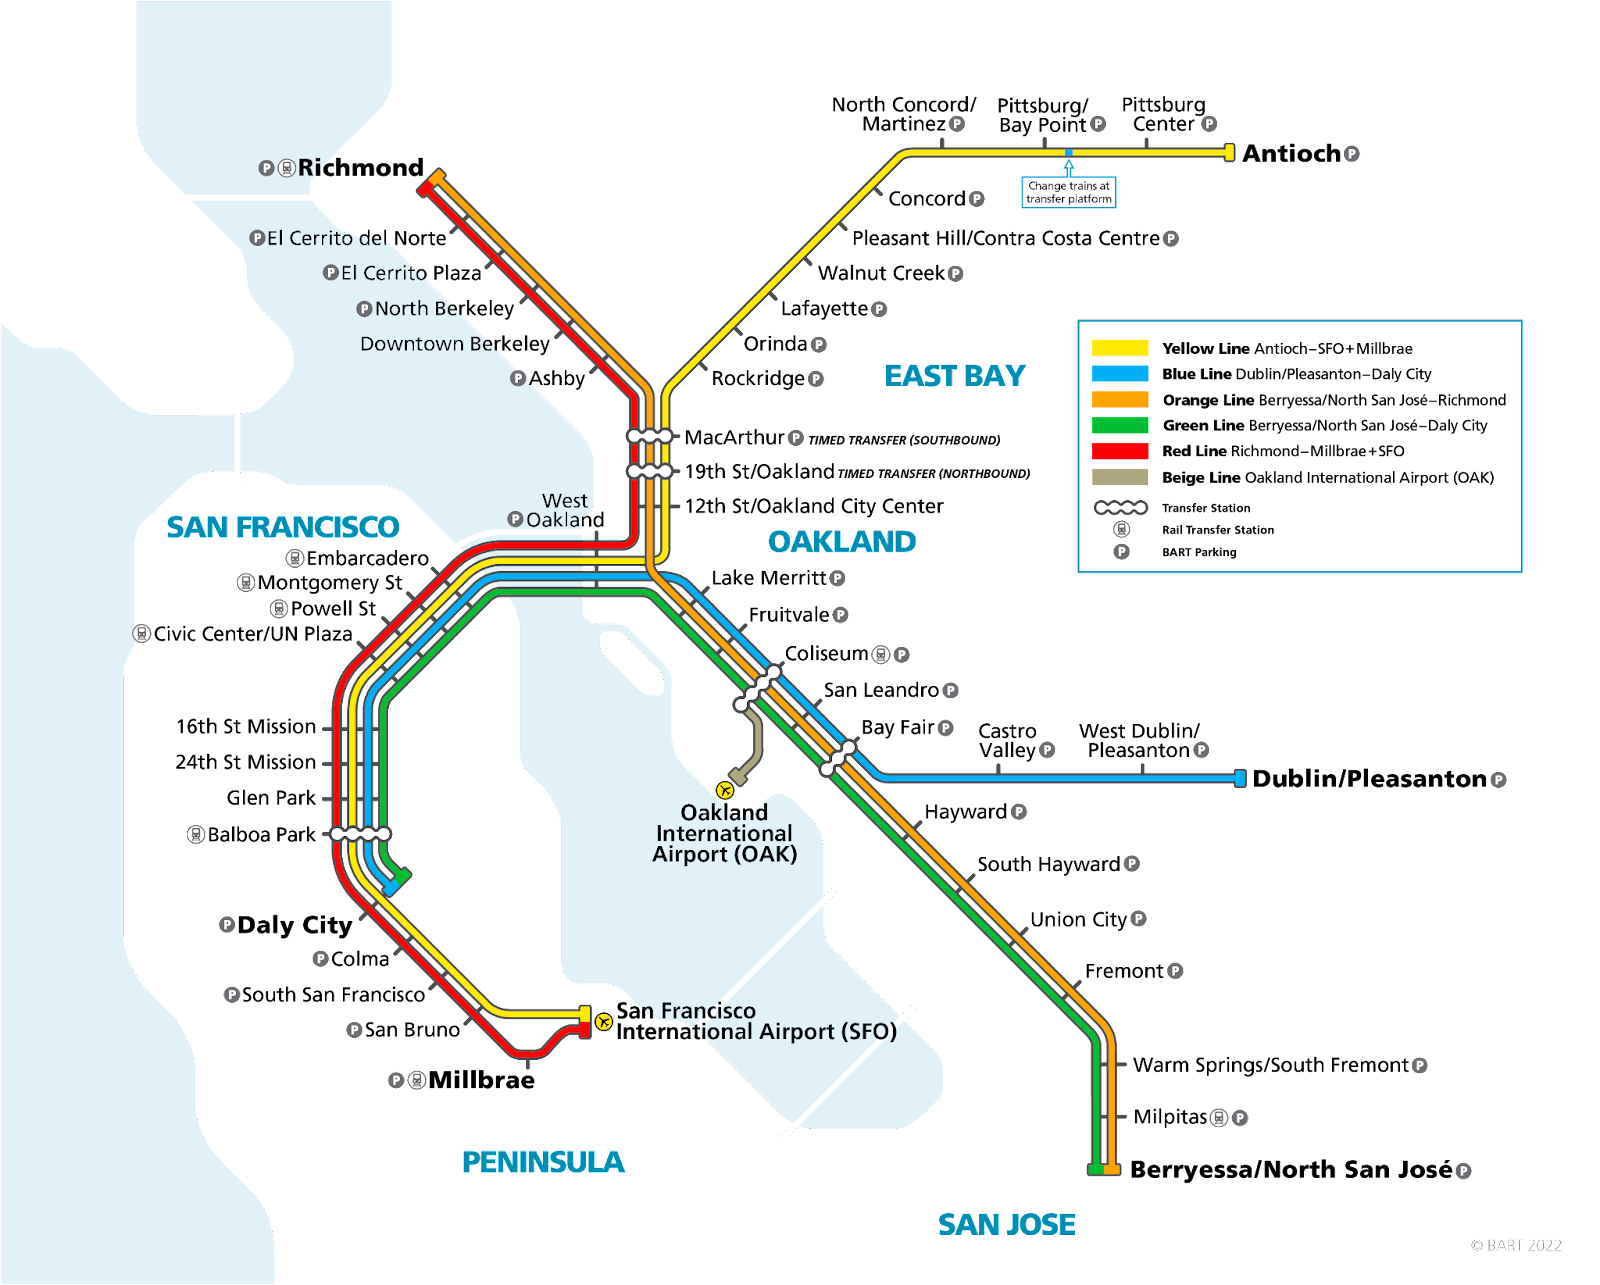 North Concord/
Martinez P
Pittsburg/
Bay Point P
Pittsburg
Center P
Antioch P
Change trains at
transfer platform
P Richmond
Concord P
P El Cerrito del Norte
Pleasant Hill/Contra Costa Centre P
P El Cerrito Plaza
Walnut Creek P
P North Berkeley
Lafayette P
Downtown Berkeley
Orinda P
P Ashby
Rockridge P
EAST BAY
Yellow Line Antioch–SFO+Millbrae
Blue Line Dublin/Pleasanton–Daly City
Orange Line Berryessa/North San José–Richmond
Green Line Berryessa/North San José–Daly City
Red Line Richmond–Millbrae+SFO
Beige Line Oakland International Airport (OAK)
Transfer Station
Rail Transfer Station
P BART Parking
MacArthur P TIMED TRANSFER (SOUTHBOUND)
19th St/Oakland TIMED TRANSFER (NORTHBOUND)
12th St/Oakland City Center
West
P Oakland
SAN FRANCISCO
OAKLAND
Embarcadero
Montgomery St
Powell St
Civic Center/UN Plaza
Lake Merritt P
Fruitvale P
Coliseum P
San Leandro P
Bay Fair P
Castro
Valley P
West Dublin/
Pleasanton P
Dublin/Pleasanton P
16th St Mission
24th St Mission
Glen Park
Balboa Park
Oakland
International
Airport (OAK)
Hayward P
South Hayward P
Union City P
Fremont P
P Daly City
P Colma
P South San Francisco
P San Bruno
San Francisco
International Airport (SFO)
P Millbrae
Warm Springs/South Fremont P
Milpitas P
Berryessa/North San José P
PENINSULA
SAN JOSE
© BART 2022